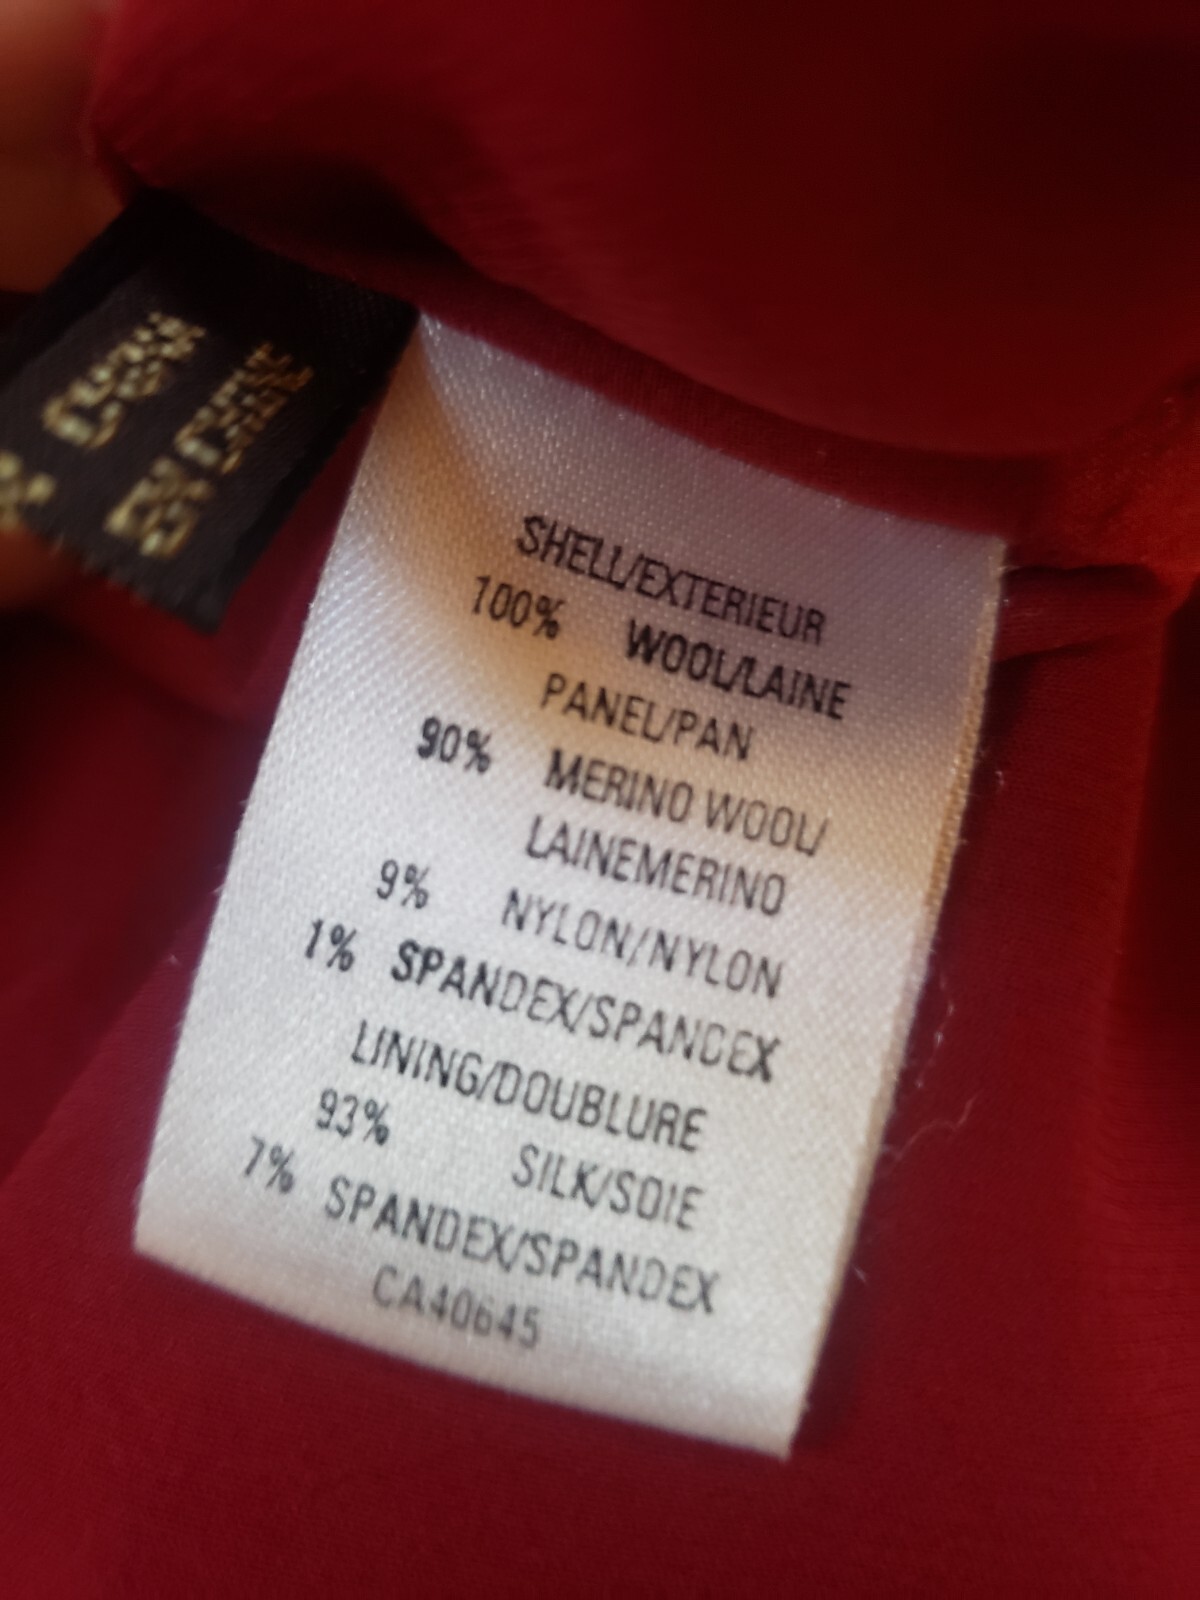 SHELL/EXTERIEUR
100% WOOL/LAINE
PANEL/PAN
90% MERINO WOOL/
LAINEMERINO
9% NYLON/NYLON
1% SPANDEX/SPANDEX
LINING/DOUBLURE
93% SILK/SOIE
7% SPANDEX/SPANDEX
CA40645